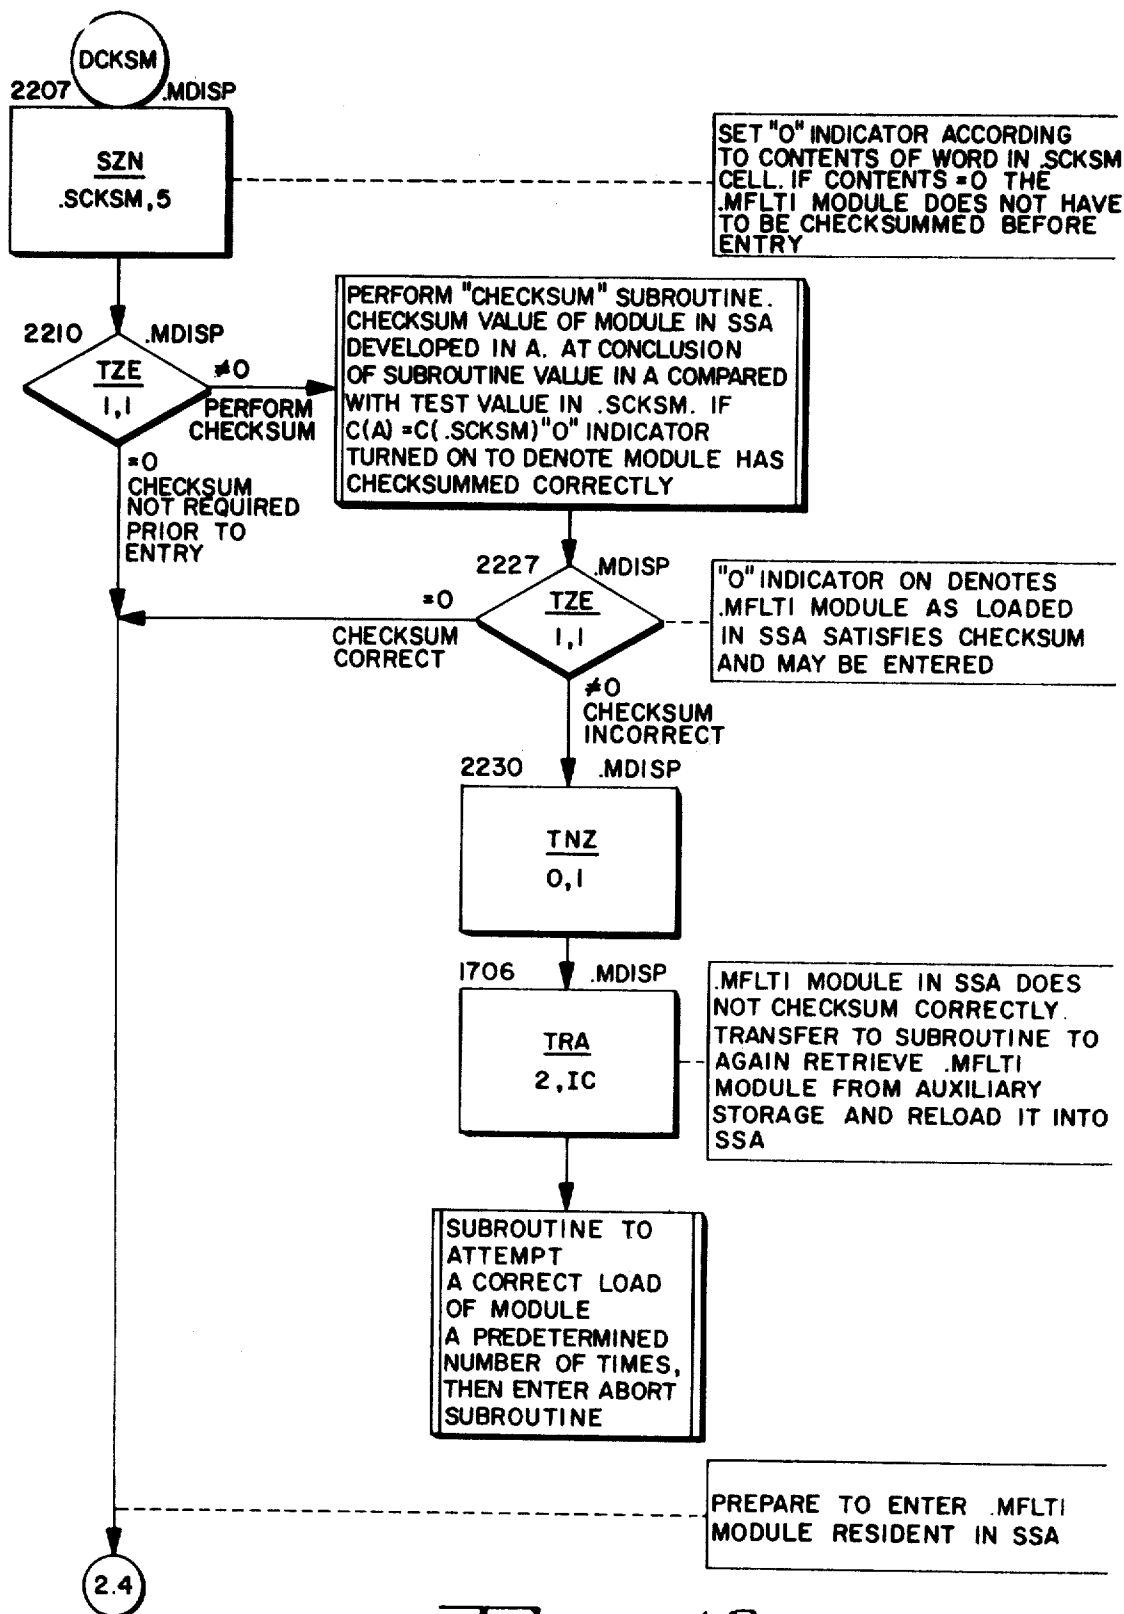 DCKSM
2207 .MDISP
SZN
.SCKSM,5
SET "0" INDICATOR ACCORDING
TO CONTENTS OF WORD IN .SCKSM
CELL. IF CONTENTS =0 THE
.MFLTI MODULE DOES NOT HAVE
TO BE CHECKSUMMED BEFORE
ENTRY
2210 .MDISP
TZE
1,1
≠0
PERFORM
CHECKSUM
=0
CHECKSUM
NOT REQUIRED
PRIOR TO
ENTRY
PERFORM "CHECKSUM" SUBROUTINE.
CHECKSUM VALUE OF MODULE IN SSA
DEVELOPED IN A. AT CONCLUSION
OF SUBROUTINE VALUE IN A COMPARED
WITH TEST VALUE IN .SCKSM. IF
C(A) =C( .SCKSM) "0" INDICATOR
TURNED ON TO DENOTE MODULE HAS
CHECKSUMMED CORRECTLY
2227 .MDISP
TZE
1,1
=0
CHECKSUM
CORRECT
"0" INDICATOR ON DENOTES
.MFLTI MODULE AS LOADED
IN SSA SATISFIES CHECKSUM
AND MAY BE ENTERED
≠0
CHECKSUM
INCORRECT
2230 .MDISP
TNZ
0,1
1706 .MDISP
TRA
2,IC
.MFLTI MODULE IN SSA DOES
NOT CHECKSUM CORRECTLY.
TRANSFER TO SUBROUTINE TO
AGAIN RETRIEVE .MFLTI
MODULE FROM AUXILIARY
STORAGE AND RELOAD IT INTO
SSA
SUBROUTINE TO
ATTEMPT
A CORRECT LOAD
OF MODULE
A PREDETERMINED
NUMBER OF TIMES,
THEN ENTER ABORT
SUBROUTINE
PREPARE TO ENTER .MFLTI
MODULE RESIDENT IN SSA
2.4